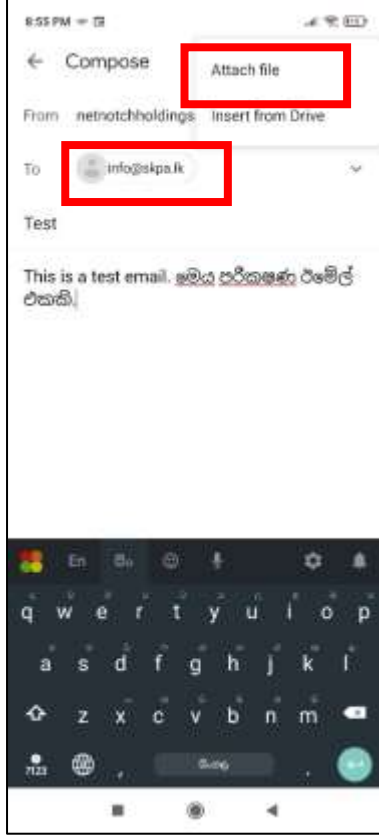 8:55 PM
Compose
Attach file
From netnotchholdings Insert from Drive
To info@skpa.lk
Test
This is a test email. මෙය පරීක්ෂණ ඊමේල්
එකකි.
En සිං
q w e r t y u i o p
a s d f g h j k l
z x c v b n m
?123 , සිංහල .